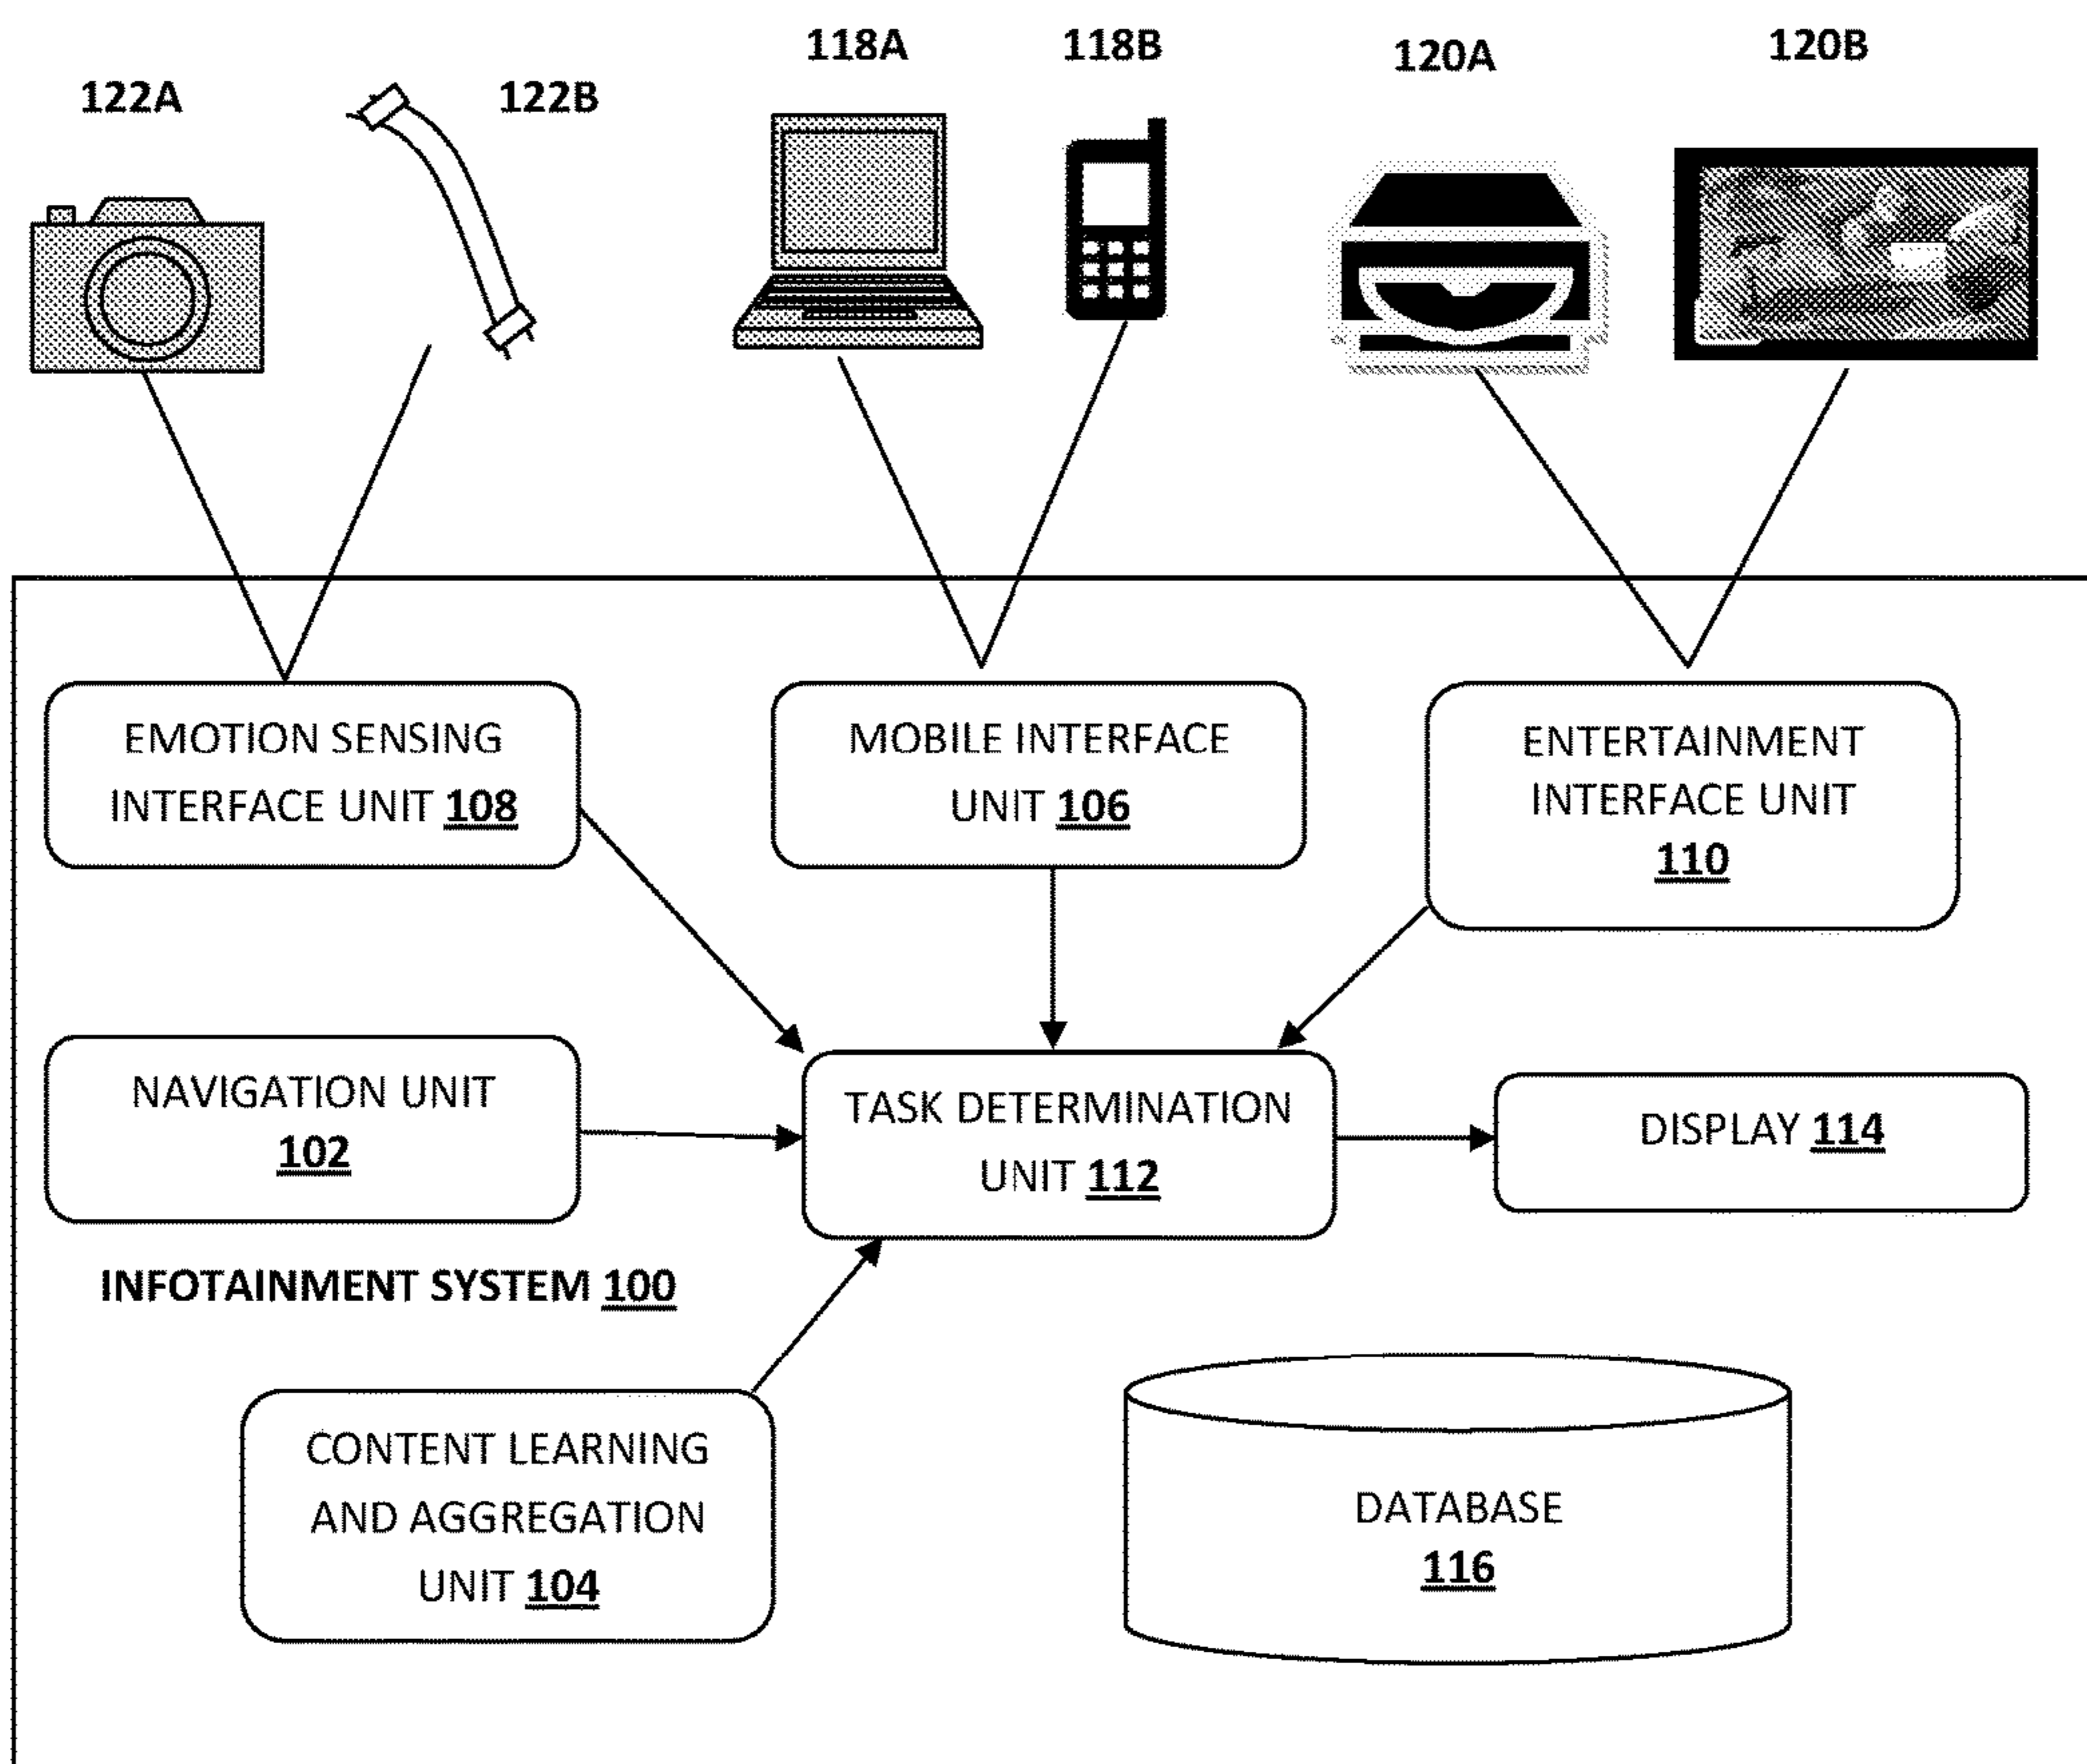 122A
122B
118A
118B
120A
120B
EMOTION SENSING
INTERFACE UNIT 108
MOBILE INTERFACE
UNIT 106
ENTERTAINMENT
INTERFACE UNIT
110
NAVIGATION UNIT
102
TASK DETERMINATION
UNIT 112
DISPLAY 114
INFOTAINMENT SYSTEM 100
CONTENT LEARNING
AND AGGREGATION
UNIT 104
DATABASE
116